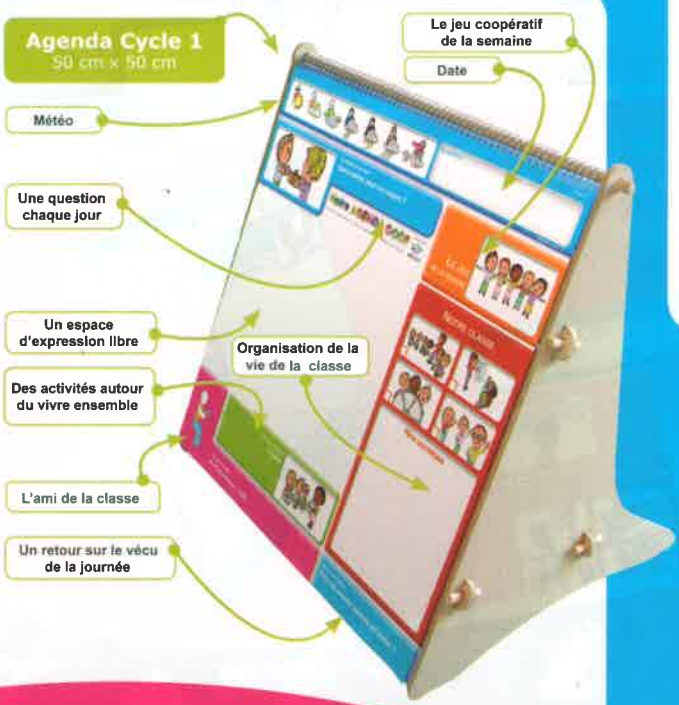 Agenda Cycle 1
50 cm x 50 cm
Le jeu coopératif
de la semaine
Date
Météo
Une question
chaque jour
Un espace
d'expression libre
Organisation de la
vie de la classe
Des activités autour
du vivre ensemble
L'ami de la classe
Un retour sur le vécu
de la journée
NOTRE CLASSE